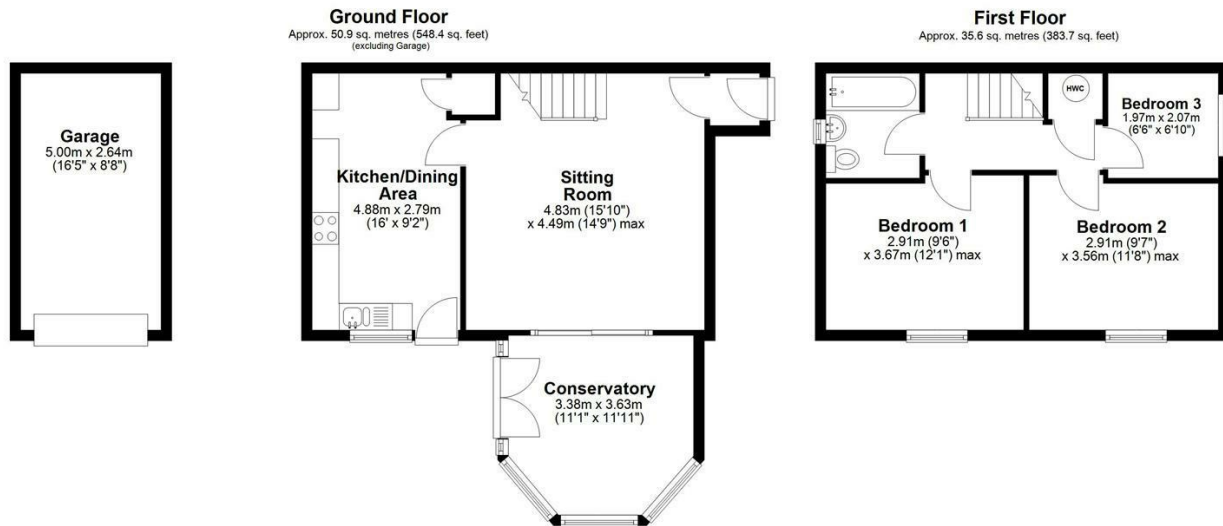 Ground Floor
Approx. 50.9 sq. metres (548.4 sq. feet)
(excluding Garage)
First Floor
Approx. 35.6 sq. metres (383.7 sq. feet)
Garage
5.00m x 2.64m
(16'5" x 8'8")
Kitchen/Dining
Area
4.88m x 2.79m
(16' x 9'2")
Sitting
Room
4.83m (15'10")
x 4.49m (14'9") max
Conservatory
3.38m x 3.63m
(11'1" x 11'11")
HWC
Bedroom 3
1.97m x 2.07m
(6'6" x 6'10")
Bedroom 1
2.91m (9'6")
x 3.67m (12'1") max
Bedroom 2
2.91m (9'7")
x 3.56m (11'8") max